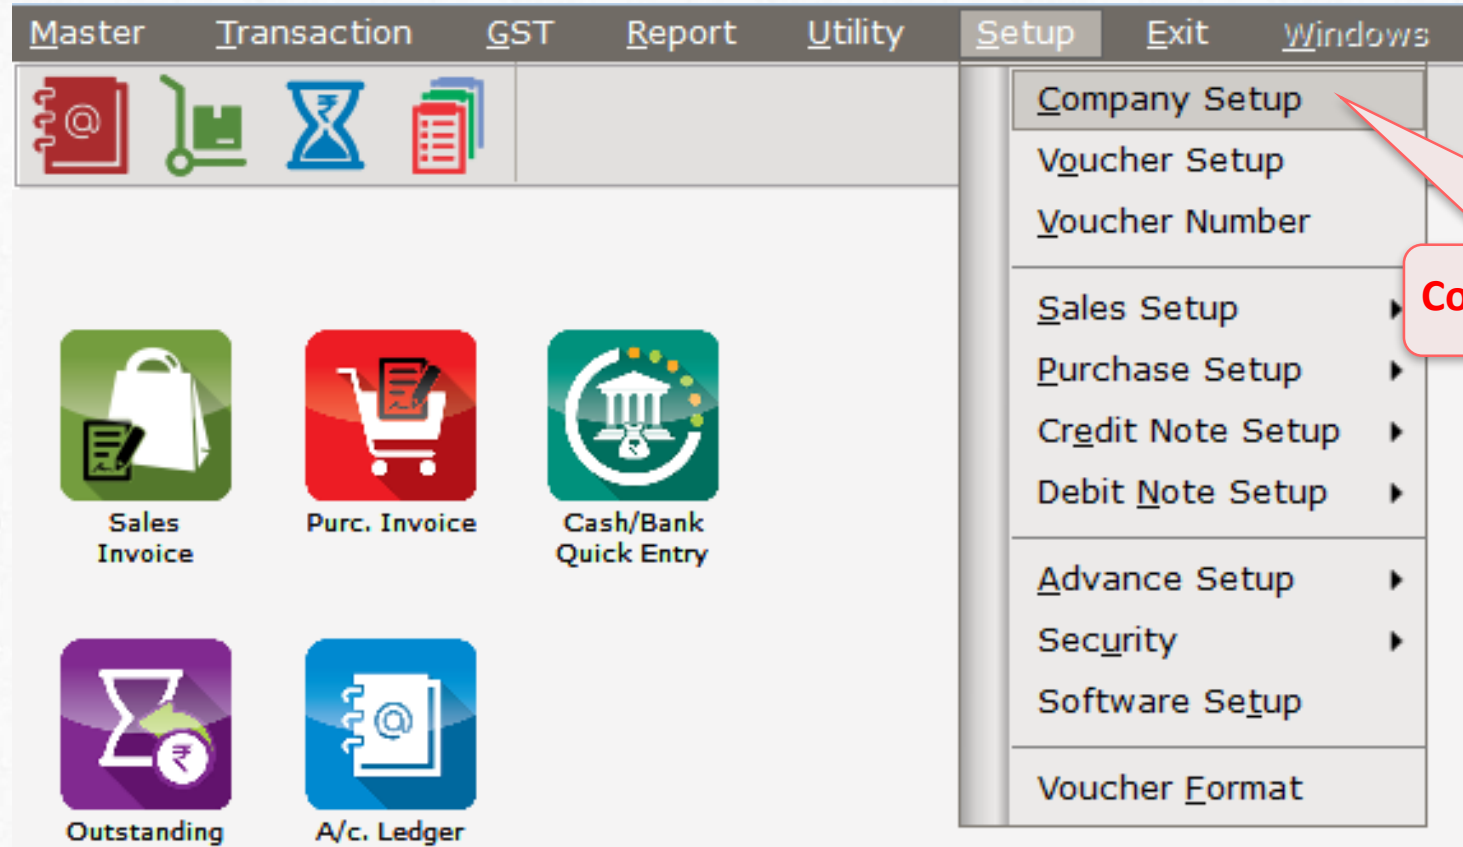 Master Transaction GST Report Utility Setup Exit Windows
Company Setup
Voucher Setup
Voucher Number
Sales Setup
Purchase Setup
Credit Note Setup
Debit Note Setup
Advance Setup
Security
Software Setup
Voucher Format
Sales
Invoice
Purc. Invoice
Cash/Bank
Quick Entry
Outstanding
A/c. Ledger